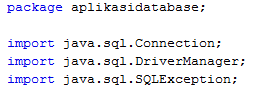 package aplikasidatabase;
import java.sql.Connection;
import java.sql.DriverManager;
import java.sql.SQLException;